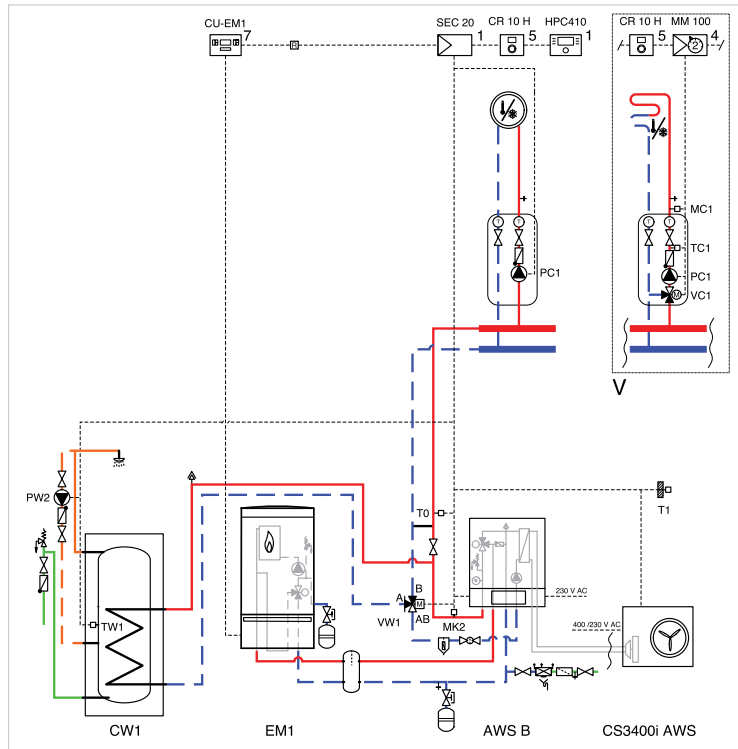 CU-EM1
7
SEC 20
1
CR 10 H
5
HPC410
1
CR 10 H
5
MM 100
2
4
T
T
PC1
T
T
MC1
TC1
PC1
M
VC1
V
PW2
T0
T1
A
B
M
AB
VW1
MK2
TW1
230 V AC
400 /230 V AC
CW1
EM1
AWS B
CS3400i AWS